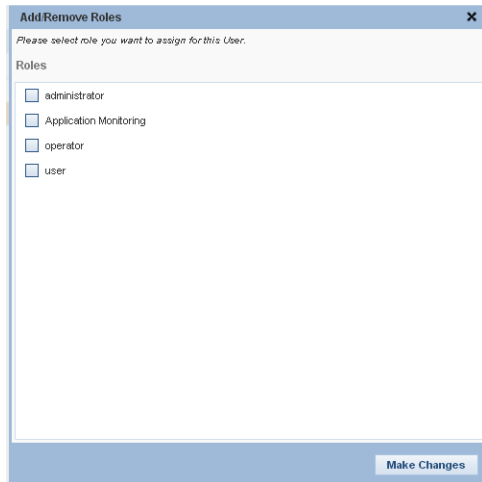 Add/Remove Roles
Please select role you want to assign for this User.
Roles
administrator
Application Monitoring
operator
user
Make Changes